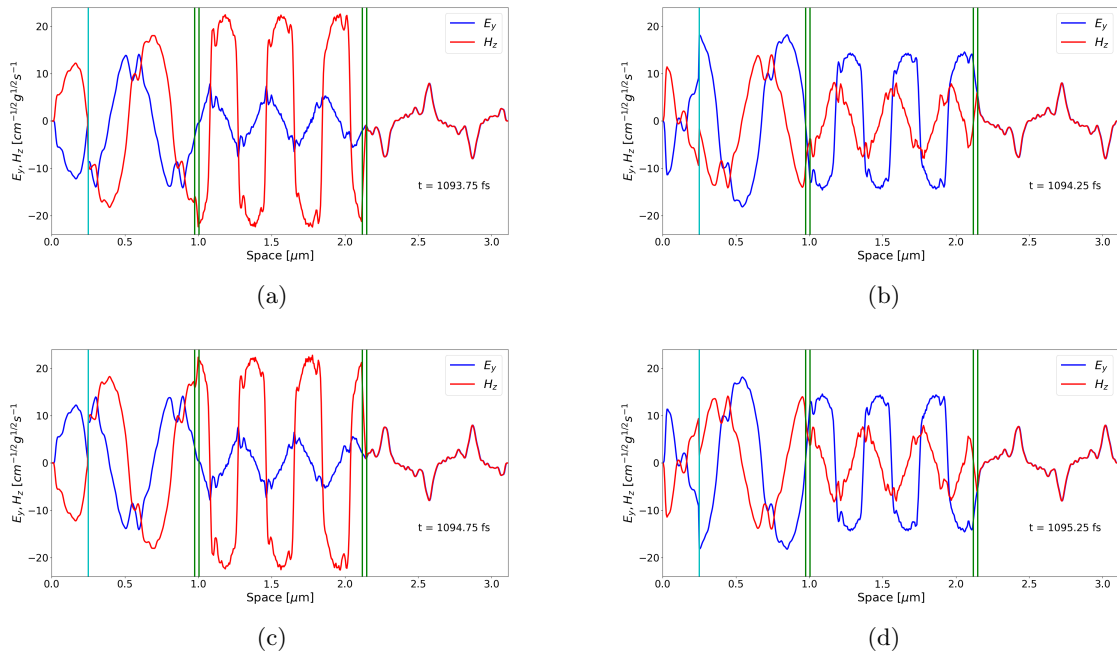 20
10
0
−10
−20
E_y, H_z [cm^{-1/2}g^{1/2}s^{-1}
E_y
H_z
t = 1093.75 fs
0.0 0.5 1.0 1.5 2.0 2.5 3.0
Space [μm]
(a)
20
10
0
−10
−20
E_y, H_z [cm^{-1/2}g^{1/2}s^{-1}
E_y
H_z
t = 1094.25 fs
0.0 0.5 1.0 1.5 2.0 2.5 3.0
Space [μm]
(b)
20
10
0
−10
−20
E_y, H_z [cm^{-1/2}g^{1/2}s^{-1}
E_y
H_z
t = 1094.75 fs
0.0 0.5 1.0 1.5 2.0 2.5 3.0
Space [μm]
(c)
20
10
0
−10
−20
E_y, H_z [cm^{-1/2}g^{1/2}s^{-1}
E_y
H_z
t = 1095.25 fs
0.0 0.5 1.0 1.5 2.0 2.5 3.0
Space [μm]
(d)